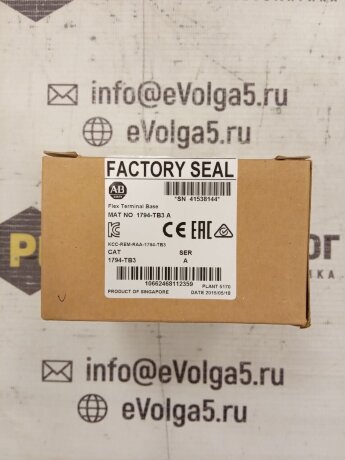 info@eVolga5.ru
eVolga5.ru
FACTORY SEAL
AB
*SN 41538144*
Flex Terminal Base
MAT NO 1794-TB3 A
CE
KCC-REM-RAA-1794-TB3
CAT SER
1794-TB3 A
10662468112359
PLANT 5170
PRODUCT OF SINGAPORE DATE 2015/05/19
info@eVolga5.ru
eVolga5.ru